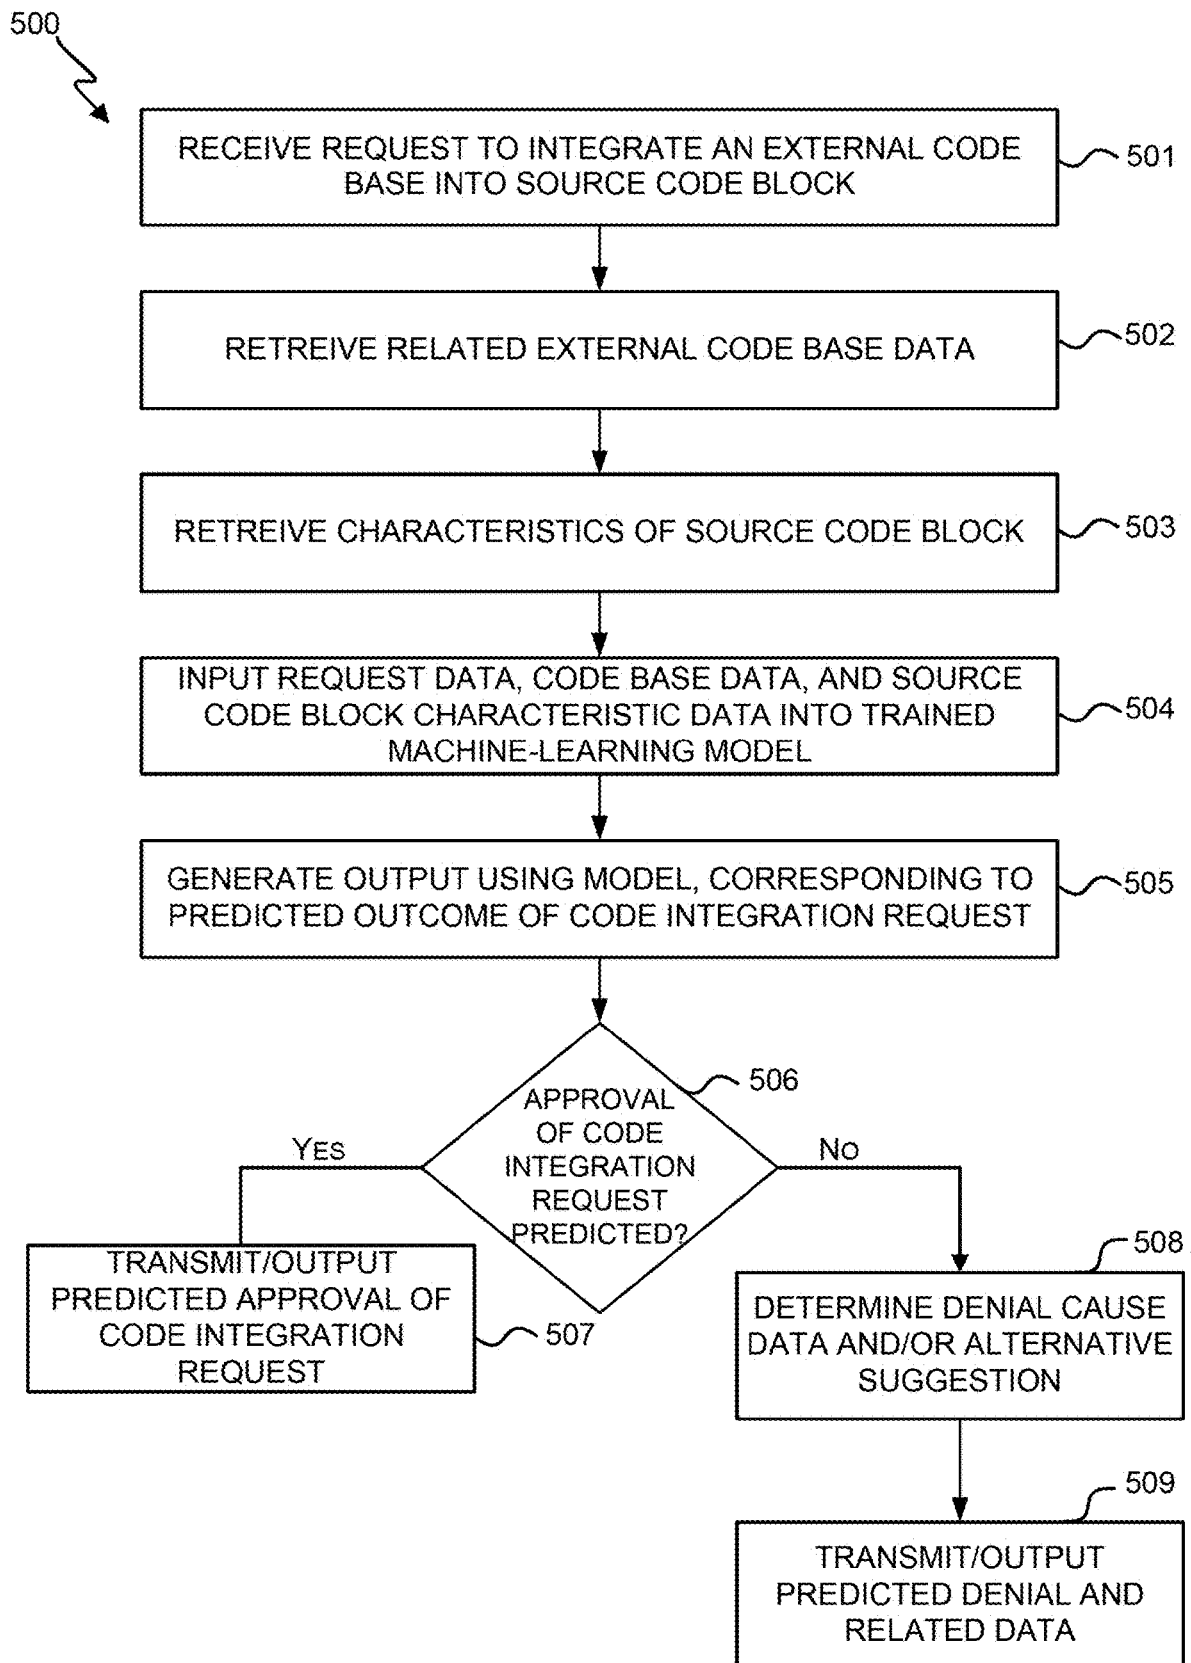 500
RECEIVE REQUEST TO INTEGRATE AN EXTERNAL CODE
BASE INTO SOURCE CODE BLOCK
501
RETREIVE RELATED EXTERNAL CODE BASE DATA
502
RETREIVE CHARACTERISTICS OF SOURCE CODE BLOCK
503
INPUT REQUEST DATA, CODE BASE DATA, AND SOURCE
CODE BLOCK CHARACTERISTIC DATA INTO TRAINED
MACHINE-LEARNING MODEL
504
GENERATE OUTPUT USING MODEL, CORRESPONDING TO
PREDICTED OUTCOME OF CODE INTEGRATION REQUEST
505
APPROVAL
OF CODE
INTEGRATION
REQUEST
PREDICTED?
506
YES
NO
TRANSMIT/OUTPUT
PREDICTED APPROVAL OF
CODE INTEGRATION
REQUEST
507
508
DETERMINE DENIAL CAUSE
DATA AND/OR ALTERNATIVE
SUGGESTION
509
TRANSMIT/OUTPUT
PREDICTED DENIAL AND
RELATED DATA